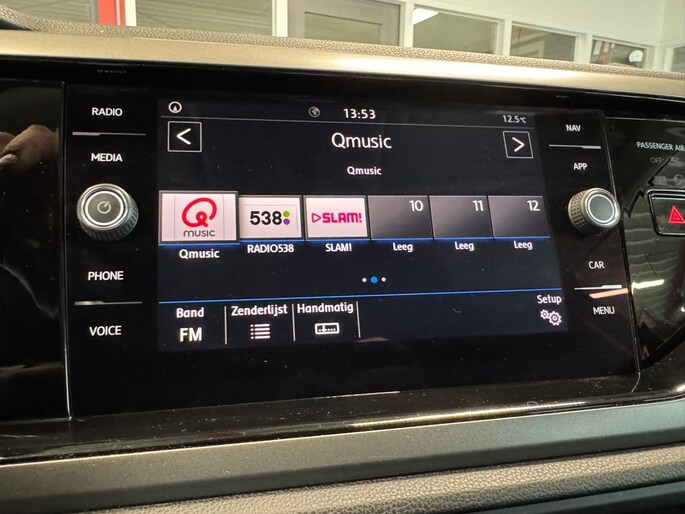 RADIO
MEDIA
PHONE
VOICE
13:53
12.5°C
<
Qmusic
>
Qmusic
Q
music
538
SLAM!
10
11
12
Qmusic
RADIO538
SLAM!
Leeg
Leeg
Leeg
Band
FM
Zenderlijst
Handmatig
Setup
NAV
APP
CAR
MENU
PASSENGER AIR
OFF